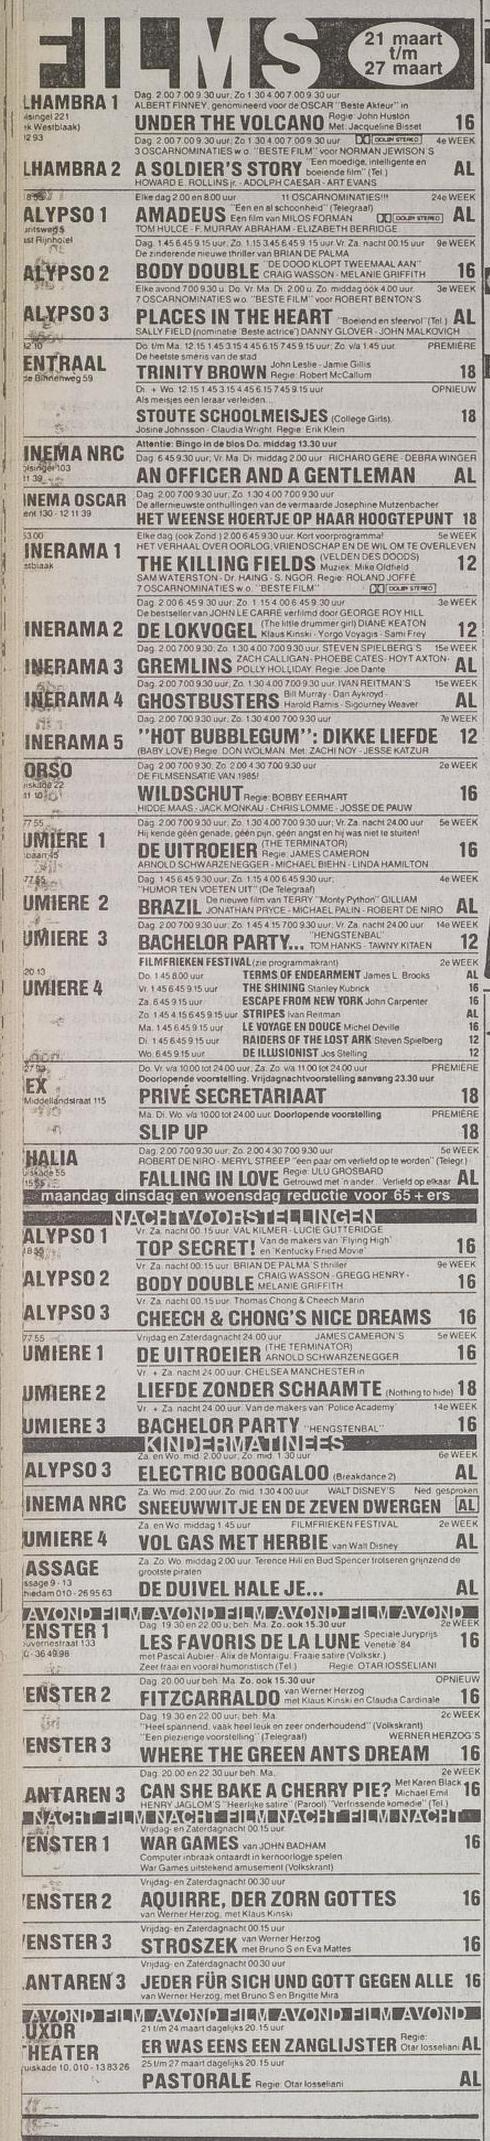 FILMS
21 maart
t/m
27 maart
LHAMBRA 1
Dag. 2.00 7.00 9.30 uur; Zo 1.30 4.00 7.00 9.30 uur
ALBERT FINNEY, genomineerd voor de OSCAR "Beste Akteur" in
UNDER THE VOLCANO Regie: John Huston
Met: Jacqueline Bisset 16
LHAMBRA 2
Dag. 2.00 7.00 9.30 uur; Zo 1.30 4.00 7.00 9.30 uur DOLBY STEREO 4e WEEK
3 OSCARNOMINATIES w.o. "BESTE FILM" voor NORMAN JEWISON'S
A SOLDIER'S STORY "Een moedige, intelligente en
boeiende film" (Tel.) AL
HOWARD E. ROLLINS jr. - ADOLPH CAESAR - ART EVANS
ALYPSO 1
Elke dag 2.00 en 8.00 uur 11 OSCARNOMINATIES!!! 24e WEEK
AMADEUS "Een en al schoonheid" (Telegraaf)
Een film van MILOS FORMAN DOLBY STEREO AL
TOM HULCE - F. MURRAY ABRAHAM - ELIZABETH BERRIDGE
ALYPSO 2
Dag. 1.45 6.45 9.15 uur; Zo. 1.15 3.45 6.45 9.15 uur Vr. Za. nacht 00.15 uur 9e WEEK
De zinderende nieuwe thriller van BRIAN DE PALMA
BODY DOUBLE "DE DOOD KLOPT TWEEMAAL AAN"
CRAIG WASSON - MELANIE GRIFFITH 16
ALYPSO 3
Elke avond 7.00 9.30 u. Do. Vr. Ma. Di. 2.00 u. Zo. middag óók 4.00 uur. 3e WEEK
7 OSCARNOMINATIES w.o. "BESTE FILM" voor ROBERT BENTON'S
PLACES IN THE HEART "Boeiend en sfeervol" (Tel.) AL
SALLY FIELD (nominatie 'Beste actrice') DANNY GLOVER - JOHN MALKOVICH
ENTRAAL
de Binnenweg 59
Do. t/m Ma. 12.15 1.45 3.15 4.45 6.15 7.45 9.15 uur; Zo. v/a 1.45 uur. PREMIÈRE
De heetste smeris van de stad
TRINITY BROWN John Leslie - Jamie Gillis
Regie: Robert McCallum 18
Di. + Wo. 12.15 1.45 3.15 4.45 6.15 7.45 9.15 uur OPNIEUW
Als meisjes een leraar verleiden...
STOUTE SCHOOLMEISJES (College Girls). 18
Josine Johnsson - Claudia Wright. Regie: Erik Klein
INEMA NRC
Attentie: Bingo in de bios Do. middag 13.30 uur
Dag. 6.45 9.30 uur; Vr. Ma. Di. middag 2.00 uur RICHARD GERE - DEBRA WINGER
AN OFFICER AND A GENTLEMAN AL
INEMA OSCAR
Dag. 2.00 7.00 9.30 uur; Zo. 1.30 4.00 7.00 9.30 uur
De allernieuwste onthullingen van de vermaarde Josephine Mutzenbacher
HET WEENSE HOERTJE OP HAAR HOOGTEPUNT 18
INERAMA 1
Elke dag (ook Zond.) 2.00 6.45 9.30 uur. Kort voorprogramma! 5e WEEK
HET VERHAAL OVER OORLOG, VRIENDSCHAP EN DE WIL OM TE OVERLEVEN
THE KILLING FIELDS (VELDEN DES DOODS)
Muziek: Mike Oldfield 12
SAM WATERSTON - Dr. HAING - S. NGOR. Regie: ROLAND JOFFÉ
7 OSCARNOMINATIES w.o. "BESTE FILM" DOLBY STEREO
INERAMA 2
Dag. 2.00 6.45 9.30 uur; Zo. 1.15 4.00 6.45 9.30 uur 3e WEEK
De bestseller van JOHN LE CARRÉ verfilmd door GEORGE ROY HILL
DE LOKVOGEL (The little drummer girl) DIANE KEATON
Klaus Kinski - Yorgo Voyagis - Sami Frey 12
INERAMA 3
Dag. 2.00 7.00 9.30 uur; Zo. 1.30 4.00 7.00 9.30 uur STEVEN SPIELBERG'S 15e WEEK
GREMLINS ZACH CALLIGAN - PHOEBE CATES - HOYT AXTON -
POLLY HOLLIDAY. Regie: Joe Dante AL
INERAMA 4
Dag. 2.00 7.00 9.30 uur; Zo. 1.30 4.00 7.00 9.30 uur. IVAN REITMAN'S 15e WEEK
GHOSTBUSTERS Bill Murray - Dan Aykroyd -
Harold Ramis - Sigourney Weaver AL
INERAMA 5
Dag. 2.00 7.00 9.30 uur; Zo. 1.30 4.00 7.00 9.30 uur 7e WEEK
"HOT BUBBLEGUM": DIKKE LIEFDE 12
(BABY LOVE) Regie: DON WOLMAN. Met: ZACHI NOY - JESSE KATZUR
ORSO
Dag. 2.00 7.00 9.30; Zo. 2.00 4.30 7.00 9.30 uur 2e WEEK
DE FILMSENSATIE VAN 1985!
WILDSCHUT Regie: BOBBY EERHART 16
HIDDE MAAS - JACK MONKAU - CHRIS LOMME - JOSSE DE PAUW
UMIERE 1
Dag. 2.00 7.00 9.30 uur; Zo. 1.30 4.00 7.00 9.30 uur; Vr. Za. nacht 24.00 uur 5e WEEK
Hij kende géén genade, géén pijn, géén angst en hij was niet te stuiten!
DE UITROEIER (THE TERMINATOR)
Regie: JAMES CAMERON 16
ARNOLD SCHWARZENEGGER - MICHAEL BIEHN - LINDA HAMILTON
UMIERE 2
Dag. 1.45 6.45 9.30 uur; Zo. 1.15 4.00 6.45 9.30 uur 4e WEEK
"HUMOR TEN VOETEN UIT" (De Telegraaf)
BRAZIL De nieuwe film van TERRY "Monty Python" GILLIAM
JONATHAN PRYCE - MICHAEL PALIN - ROBERT DE NIRO AL
UMIERE 3
Dag. 2.00 7.00 9.30 uur; Zo. 1.45 4.15 7.00 9.30 uur; Vr. Za. nacht 24.00 uur 14e WEEK
BACHELOR PARTY... "HENGSTENBAL"
TOM HANKS - TAWNY KITAEN 12
UMIERE 4
FILMFRIEKEN FESTIVAL (zie programmakrant) 2e WEEK
Do. 1.45 8.00 uur TERMS OF ENDEARMENT James L. Brooks AL
Vr. 1.45 6.45 9.15 uur THE SHINING Stanley Kubrick 16
Za. 6.45 9.15 uur ESCAPE FROM NEW YORK John Carpenter 16
Zo. 1.45 4.15 6.45 9.15 uur STRIPES Ivan Reitman AL
Ma. 1.45 6.45 9.15 uur LE VOYAGE EN DOUCE Michel Deville 16
Di. 1.45 6.45 9.15 uur RAIDERS OF THE LOST ARK Steven Spielberg 12
Wo. 6.45 9.15 uur DE ILLUSIONIST Jos Stelling 12
EX
Middellandstraat 115
Do. Vr. v/a 10.00 tot 24.00 uur; Za. Zo. v/a 11.00 tot 24.00 uur PREMIÈRE
Doorlopende voorstelling. Vrijdagnachtvoorstelling aanvang 23.30 uur
PRIVÉ SECRETARIAAT 18
Ma. Di. Wo. v/a 10.00 tot 24.00 uur. Doorlopende voorstelling PREMIÈRE
SLIP UP 18
HALIA
Dag. 2.00 7.00 9.30 uur; Zo. 2.00 4.30 7.00 9.30 uur 5e WEEK
ROBERT DE NIRO - MERYL STREEP "een paar om verliefd op te worden" (Telegr.)
FALLING IN LOVE Regie: ULU GROSBARD
Getrouwd met 'n ander... Verliefd op elkaar AL
maandag dinsdag en woensdag reductie voor 65+ers
NACHTVOORSTELLINGEN
ALYPSO 1
Vr. Za. nacht 00.15 uur. VAL KILMER - LUCIE GUTTERIDGE
TOP SECRET! Van de makers van 'Flying High'
en 'Kentucky Fried Movie' 16
ALYPSO 2
Vr. Za. nacht 00.15 uur. BRIAN DE PALMA'S thriller 9e WEEK
BODY DOUBLE CRAIG WASSON - GREGG HENRY -
MELANIE GRIFFITH 16
ALYPSO 3
Vr. Za. nacht 00.15 uur. Thomas Chong & Cheech Marin
CHEECH & CHONG'S NICE DREAMS 16
UMIERE 1
Vrijdag en Zaterdagnacht 24.00 uur JAMES CAMERON'S 5e WEEK
DE UITROEIER (THE TERMINATOR)
ARNOLD SCHWARZENEGGER 16
UMIERE 2
Vr. + Za. nacht 24.00 uur. CHELSEA MANCHESTER in
LIEFDE ZONDER SCHAAMTE (Nothing to hide) 18
UMIERE 3
Vr. + Za. nacht 24.00 uur. Van de makers van 'Police Academy' 14e WEEK
BACHELOR PARTY "HENGSTENBAL" 16
KINDERMATINEES
ALYPSO 3
Za. en Wo. mid. 2.00 uur; Zo. mid. 1.30 uur 6e WEEK
ELECTRIC BOOGALOO (Breakdance 2) AL
INEMA NRC
Za. Wo. mid. 2.00 uur. Zo. mid. 1.30 4.00 uur WALT DISNEY'S Ned. gesproken
SNEEUWWITJE EN DE ZEVEN DWERGEN AL
UMIERE 4
Za. en Wo. middag 1.45 uur FILMFRIEKEN FESTIVAL 2e WEEK
VOL GAS MET HERBIE van Walt Disney AL
ASSAGE
ssage 9 - 13
hiedam 010 - 26 95 63
Za. Zo. Wo. middag 2.00 uur. Terence Hill en Bud Spencer trotseren grijnzend de
grootste piraten
DE DUIVEL HALE JE... AL
AVOND FILM AVOND FILM AVOND FILM AVOND
ENSTER 1
Dag. 19.30 en 22.00 u; beh. Ma. Zo. ook 15.30 uur 2e WEEK
LES FAVORIS DE LA LUNE Speciale Juryprijs
Venetië '84 16
met Pascal Aubier - Alix de Montaigu. Fraaie satire (Volkskr.)
Zeer fraai en vooral humoristisch (Tel.) Regie: OTAR IOSSELIANI
ENSTER 2
Dag. 20.00 uur beh. Ma. Zo. ook 15.30 uur. OPNIEUW
FITZCARRALDO van Werner Herzog
met Klaus Kinski en Claudia Cardinale 16
ENSTER 3
Dag. 19.30 en 22.00 uur; beh. Ma. 2e WEEK
"Heel spannend, vaak heel leuk en zeer onderhoudend" (Volkskrant)
"Een plezierige voorstelling" (Telegraaf) WERNER HERZOG'S
WHERE THE GREEN ANTS DREAM 16
ANTAREN 3
Dag. 20.00 en 22.30 uur beh. Ma. 2e WEEK
CAN SHE BAKE A CHERRY PIE? Met Karen Black
Michael Emil 16
HENRY JAGLOM'S "Heerlijke satire" (Parool) "Verfrissende komedie" (Tel.)
NACHT FILM NACHT FILM NACHT FILM NACHT
ENSTER 1
Vrijdag- en Zaterdagnacht 00.15 uur
WAR GAMES van JOHN BADHAM 16
Computer inbraak ontaardt in kernoorlogje spelen.
War Games uitstekend amusement (Volkskrant)
ENSTER 2
Vrijdag- en Zaterdagnacht 00.30 uur
AQUIRRE, DER ZORN GOTTES 16
van Werner Herzog, met Klaus Kinski
ENSTER 3
Vrijdag- en Zaterdagnacht 00.15 uur
STROSZEK van Werner Herzog
met Bruno S en Eva Mattes 16
ANTAREN 3
Vrijdag- en Zaterdagnacht 00.30 uur
JEDER FÜR SICH UND GOTT GEGEN ALLE 16
van Werner Herzog, met Bruno S en Brigitte Mira
AVOND FILM AVOND FILM AVOND FILM AVOND
UXOR
THEATER
uiskade 10, 010 - 13 83 26
21 t/m 24 maart dagelijks 20.15 uur
ER WAS EENS EEN ZANGLIJSTER Regie:
Otar Iosseliani AL
25 t/m 27 maart dagelijks 20.15 uur
PASTORALE Regie: Otar Iosseliani AL